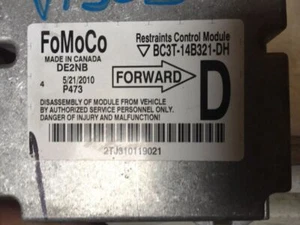 FoMoCo
MADE IN CANADA
DE2NB
4 5/21/2010
P473
Restraints Control Module
BC3T-14B321-DH
FORWARD
D
DISASSEMBLY OF MODULE FROM VEHICLE
BY AUTHORIZED SERVICE PERSONNEL ONLY.
DANGER OF INJURY AND MALFUNCTION!
2TJ310119021